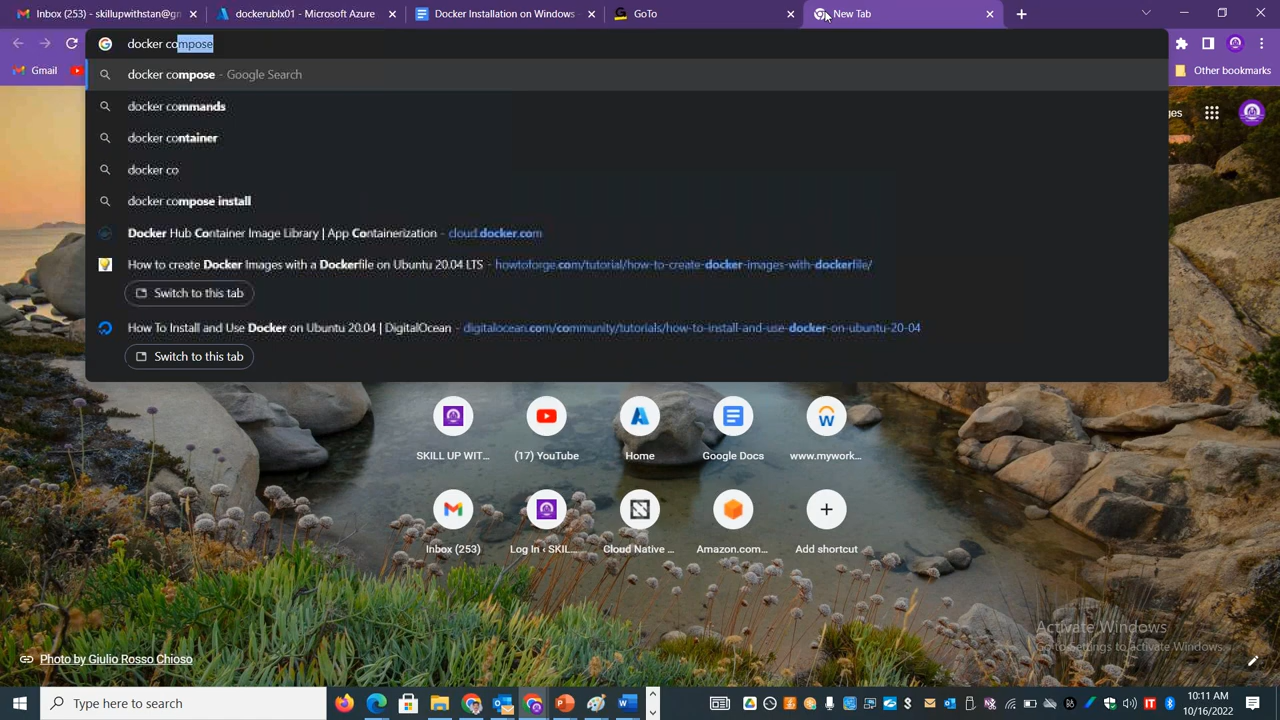 Inbox (253) - skillupwithstan@gm
dockerublx01 - Microsoft Azure
Docker Installation on Windows
GoTo
New Tab
docker compose
Gmail
Other bookmarks
docker compose - Google Search
docker commands
docker container
docker co
docker compose install
Docker Hub Container Image Library | App Containerization - cloud.docker.com
How to create Docker Images with a Dockerfile on Ubuntu 20.04 LTS - howtoforge.com/tutorial/how-to-create-docker-images-with-dockerfile/
Switch to this tab
How To Install and Use Docker on Ubuntu 20.04 | DigitalOcean - digitalocean.com/community/tutorials/how-to-install-and-use-docker-on-ubuntu-20-04
Switch to this tab
SKILL UP WIT...
(17) YouTube
Home
Google Docs
www.mywork...
Inbox (253)
Log In ‹ SKIL...
Cloud Native ...
Amazon.com...
Add shortcut
Activate Windows
Go to Settings to activate Windows.
Photo by Giulio Rosso Chioso
Type here to search
10:11 AM
10/16/2022